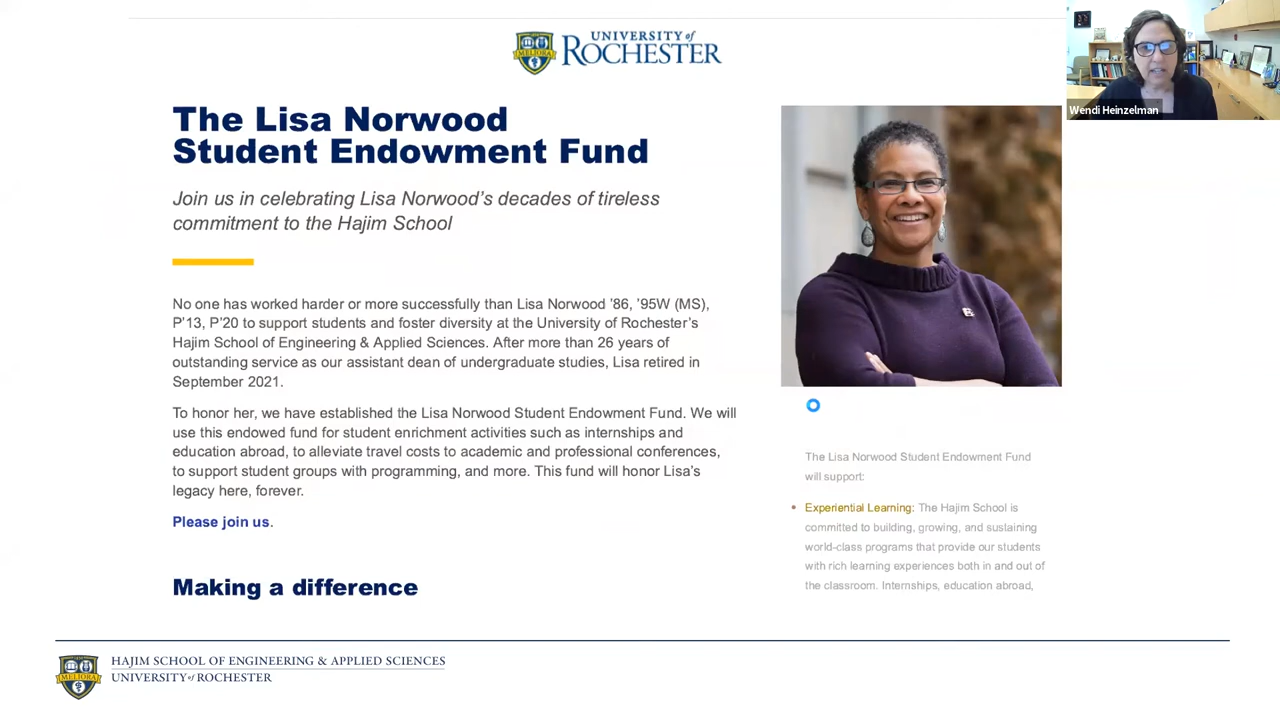 UNIVERSITY of
ROCHESTER
MELIORA
Wendi Heinzelman
The Lisa Norwood
Student Endowment Fund
Join us in celebrating Lisa Norwood’s decades of tireless
commitment to the Hajim School
No one has worked harder or more successfully than Lisa Norwood ’86, ’95W (MS),
P’13, P’20 to support students and foster diversity at the University of Rochester’s
Hajim School of Engineering & Applied Sciences. After more than 26 years of
outstanding service as our assistant dean of undergraduate studies, Lisa retired in
September 2021.
To honor her, we have established the Lisa Norwood Student Endowment Fund. We will
use this endowed fund for student enrichment activities such as internships and
education abroad, to alleviate travel costs to academic and professional conferences,
to support student groups with programming, and more. This fund will honor Lisa’s
legacy here, forever.
Please join us.
Making a difference
The Lisa Norwood Student Endowment Fund
will support:
• Experiential Learning: The Hajim School is
committed to building, growing, and sustaining
world-class programs that provide our students
with rich learning experiences both in and out of
the classroom. Internships, education abroad,
MELIORA
HAJIM SCHOOL OF ENGINEERING & APPLIED SCIENCES
UNIVERSITY of ROCHESTER